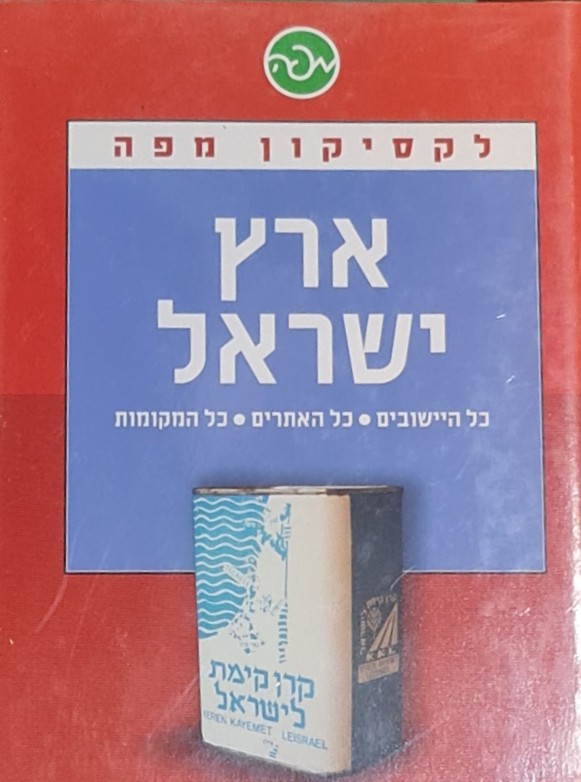 מפה
לקסיקון מפה
ארץ
ישראל
כל היישובים • כל האתרים • כל המקומות
קרן קימת
לישראל
KEREN KAYEMET LEISRAEL
K.K.L